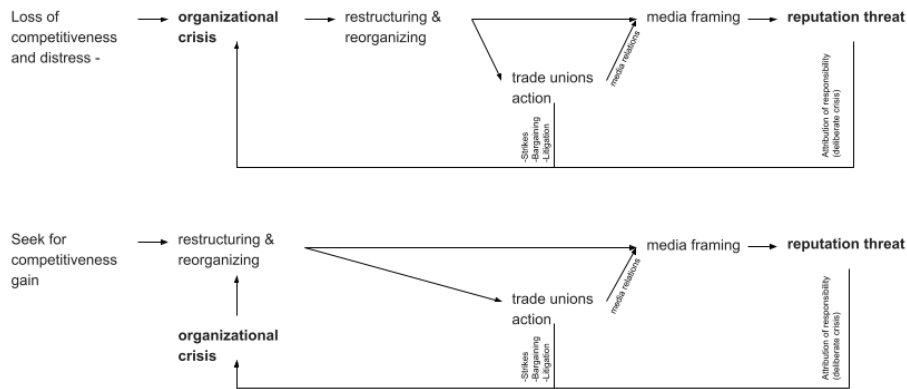 Loss of
competitiveness
and distress -
organizational
crisis
restructuring &
reorganizing
trade unions
action
media relations
-Strikes
-Bargaining
-Litigation
media framing
reputation threat
Attribution of responsibility
(deliberate crisis)
Seek for
competitiveness
gain
restructuring &
reorganizing
organizational
crisis
trade unions
action
media relations
-Strikes
-Bargaining
-Litigation
media framing
reputation threat
Attribution of responsibility
(deliberate crisis)